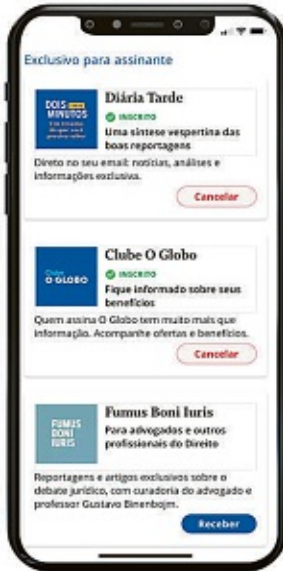 Exclusivo para assinante
DOIS
MINUTOS
Diária Tarde
INSCRITO
Uma síntese vespertina das
boas reportagens
Direto no seu email: notícias, análises e
informações exclusiva.
Cancelar
Clube
O GLOBO
Clube O Globo
INSCRITO
Fique informado sobre seus
benefícios
Quem assina O Globo tem muito mais que
informação. Acompanhe ofertas e benefícios.
Cancelar
FUMUS
BONI
IURIS
Fumus Boni Iuris
Para advogados e outros
profissionais do Direito
Reportagens e artigos exclusivos sobre o
debate jurídico, com curadoria do advogado e
professor Gustavo Binenbojm.
Receber